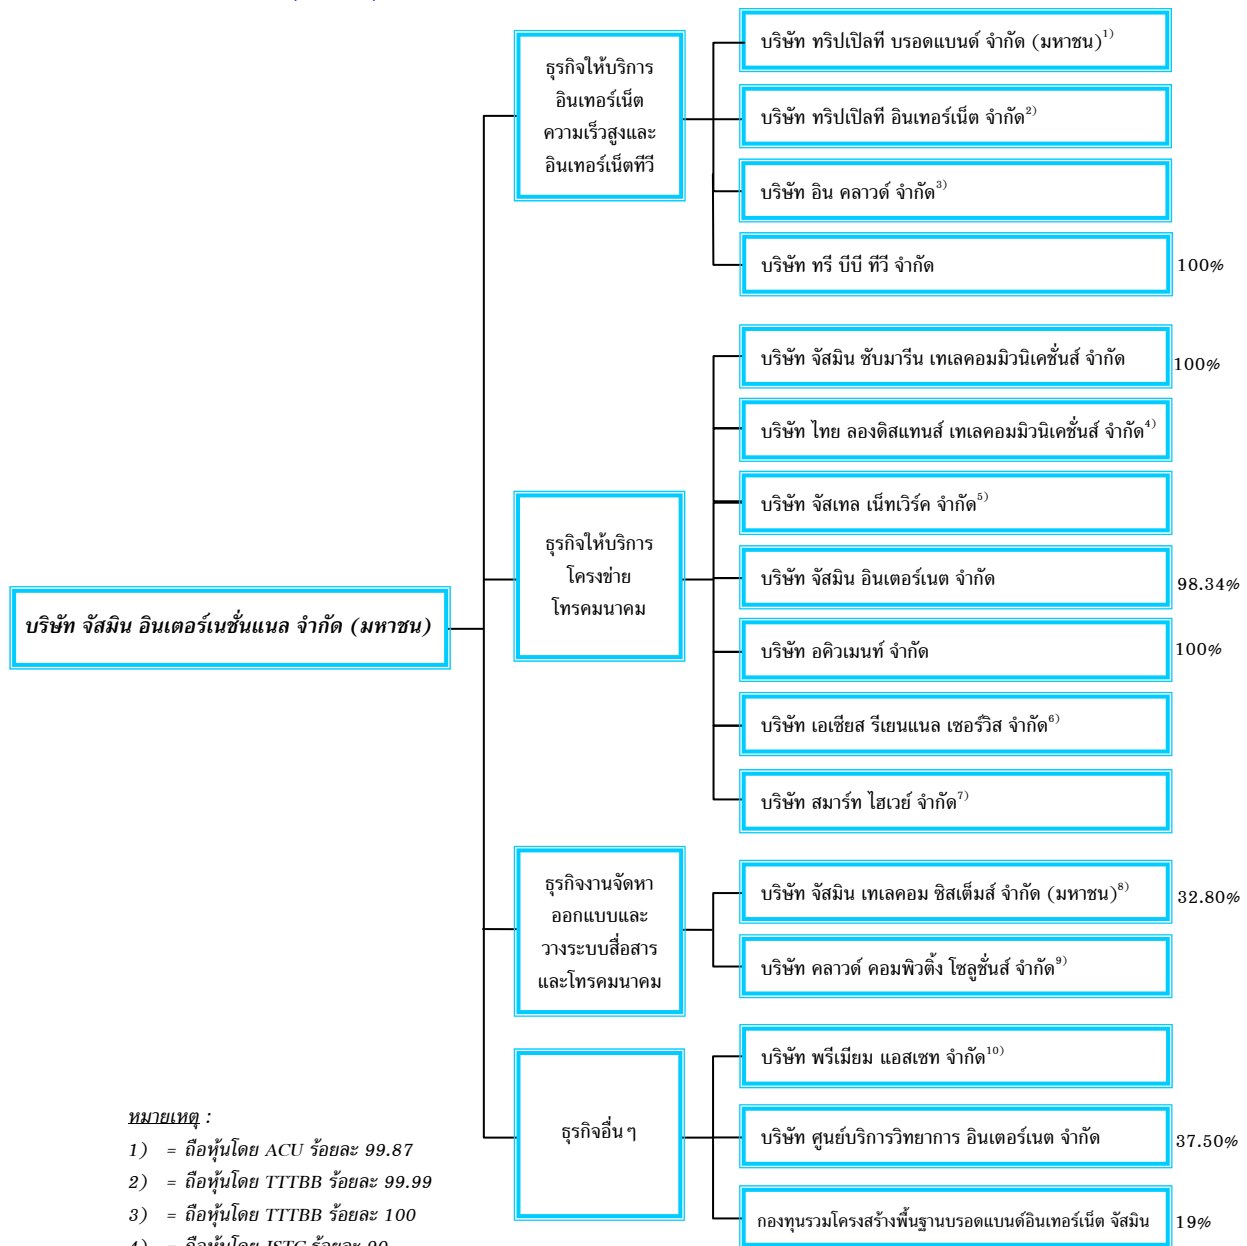 บริษัท จัสมิน อินเตอร์เนชั่นแนล จำกัด (มหาชน)
ธุรกิจให้บริการ
อินเทอร์เน็ต
ความเร็วสูงและ
อินเทอร์เน็ตทีวี
บริษัท ทริปเปิลที บรอดแบนด์ จำกัด (มหาชน)1)
บริษัท ทริปเปิลที อินเทอร์เน็ต จำกัด2)
บริษัท อิน คลาวด์ จำกัด3)
บริษัท ทรี บีบี ทีวี จำกัด 100%
ธุรกิจให้บริการ
โครงข่าย
โทรคมนาคม
บริษัท จัสมิน ซับมารีน เทเลคอมมิวนิเคชั่นส์ จำกัด 100%
บริษัท ไทย ลองดิสแทนส์ เทเลคอมมิวนิเคชั่นส์ จำกัด4)
บริษัท จัสเทล เน็ทเวิร์ค จำกัด5)
บริษัท จัสมิน อินเตอร์เนต จำกัด 98.34%
บริษัท อคิวเมนท์ จำกัด 100%
บริษัท เอเซียส รีเยนแนล เซอร์วิส จำกัด6)
บริษัท สมาร์ท ไฮเวย์ จำกัด7)
ธุรกิจงานจัดหา
ออกแบบและ
วางระบบสื่อสาร
และโทรคมนาคม
บริษัท จัสมิน เทเลคอม ซิสเต็มส์ จำกัด (มหาชน)8) 32.80%
บริษัท คลาวด์ คอมพิวติ้ง โซลูชั่นส์ จำกัด9)
ธุรกิจอื่นๆ
บริษัท พรีเมียม แอสเซท จำกัด10)
บริษัท ศูนย์บริการวิทยาการ อินเตอร์เนต จำกัด 37.50%
กองทุนรวมโครงสร้างพื้นฐานบรอดแบนด์อินเทอร์เน็ต จัสมิน 19%
หมายเหตุ :
1) = ถือหุ้นโดย ACU ร้อยละ 99.87
2) = ถือหุ้นโดย TTTBB ร้อยละ 99.99
3) = ถือหุ้นโดย TTTBB ร้อยละ 100
4) = ถือหุ้นโดย JSTC ร้อยละ 90